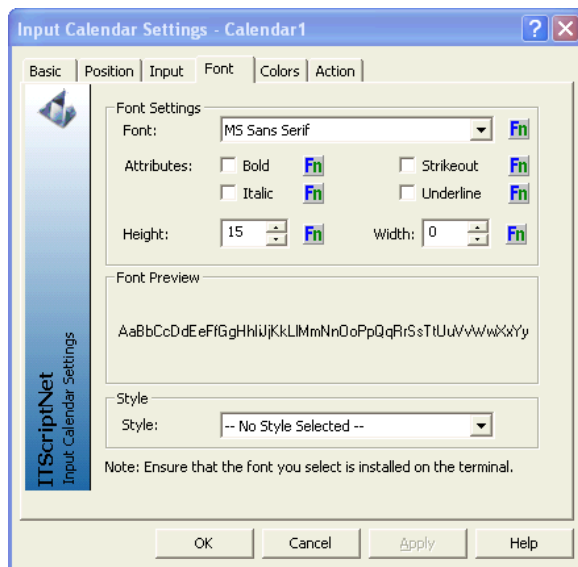 Input Calendar Settings - Calendar1
Basic Position Input Font Colors Action
Font Settings
Font: MS Sans Serif Fn
Attributes: Bold Fn Strikeout Fn
Italic Fn Underline Fn
Height: 15 Fn Width: 0 Fn
Font Preview
AaBbCcDdEeFfGgHhIiJjKkLlMmNnOoPpQqRrSsTtUuVvWwXxYy
Style
Style: -- No Style Selected --
Note: Ensure that the font you select is installed on the terminal.
ITScriptNet
Input Calendar Settings
OK Cancel Apply Help